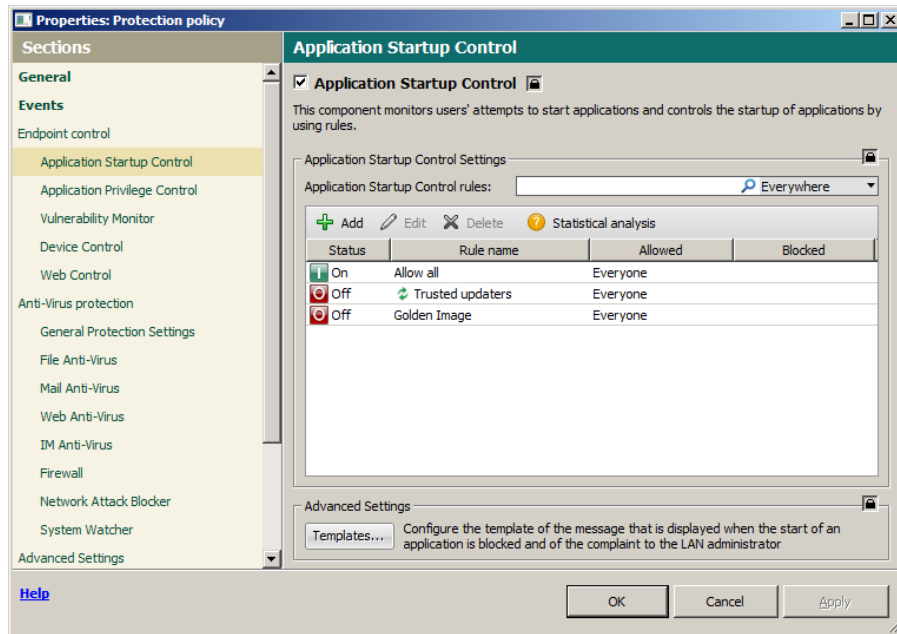 Properties: Protection policy
Sections
General
Events
Endpoint control
Application Startup Control
Application Privilege Control
Vulnerability Monitor
Device Control
Web Control
Anti-Virus protection
General Protection Settings
File Anti-Virus
Mail Anti-Virus
Web Anti-Virus
IM Anti-Virus
Firewall
Network Attack Blocker
System Watcher
Advanced Settings
Application Startup Control
Application Startup Control
This component monitors users' attempts to start applications and controls the startup of applications by
using rules.
Application Startup Control Settings
Application Startup Control rules: Everywhere
Add Edit Delete Statistical analysis
Status Rule name Allowed Blocked
On Allow all Everyone
Off Trusted updaters Everyone
Off Golden Image Everyone
Advanced Settings
Templates... Configure the template of the message that is displayed when the start of an
application is blocked and of the complaint to the LAN administrator
Help
OK Cancel Apply